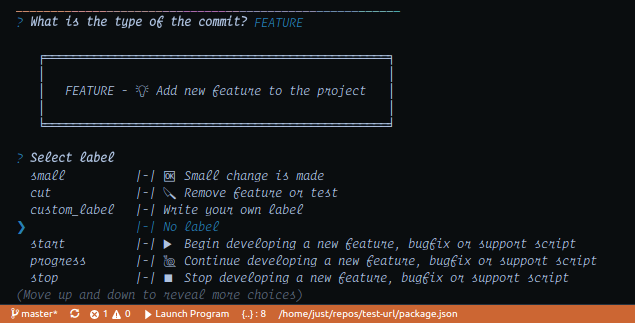 ? What is the type of the commit? FEATURE
FEATURE - 💡 Add new feature to the project
? Select label
small |-| 🆗 Small change is made
cut |-| 🔪 Remove feature or test
custom_label |-| Write your own label
❯ |-| No label
start |-| ▶ Begin developing a new feature, bugfix or support script
progress |-| 🐌 Continue developing a new feature, bugfix or support script
stop |-| ⏹ Stop developing a new feature, bugfix or support script
(Move up and down to reveal more choices)
master* 1 0 Launch Program {..} : 8 /home/just/repos/test-url/package.json